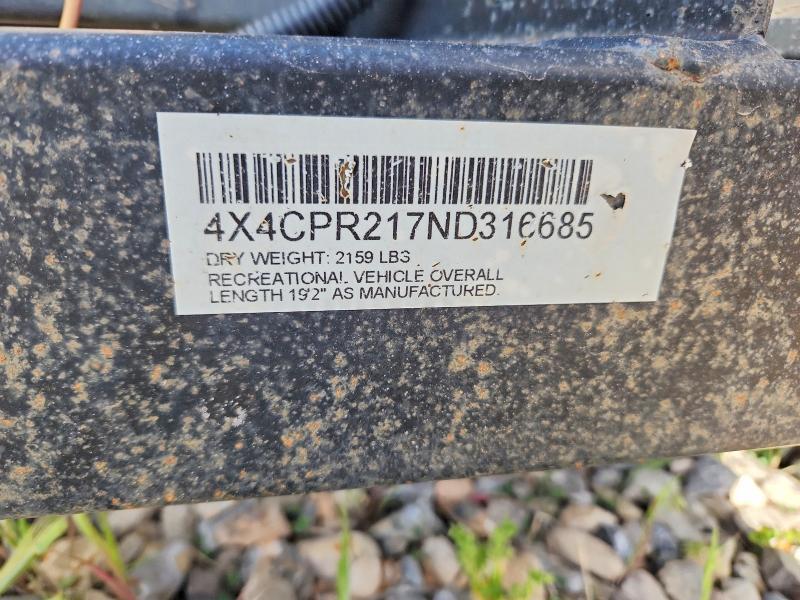 4X4CPR217ND316685
DRY WEIGHT: 2159 LBS
RECREATIONAL VEHICLE OVERALL
LENGTH 19'2" AS MANUFACTURED.